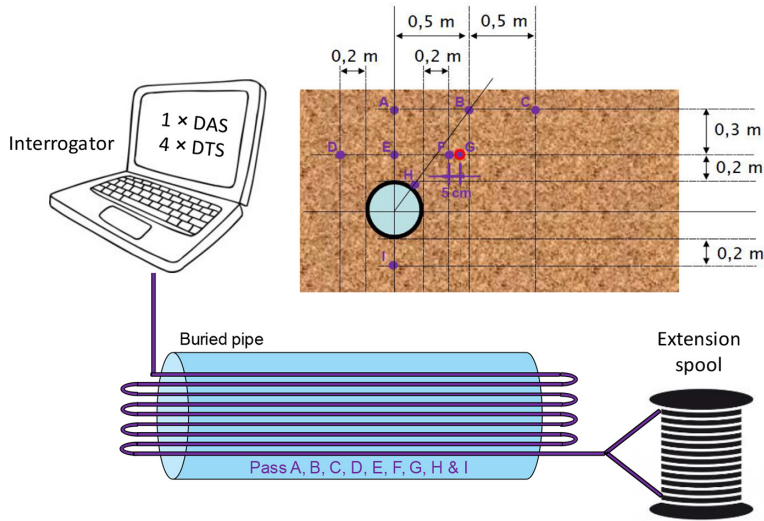 0,5 m
0,5 m
0,2 m
0,2 m
1 × DAS
4 × DTS
Interrogator
A
B
C
0,3 m
D
E
F
G
0,2 m
H
5 cm
I
0,2 m
Buried pipe
Extension
spool
Pass A, B, C, D, E, F, G, H & I